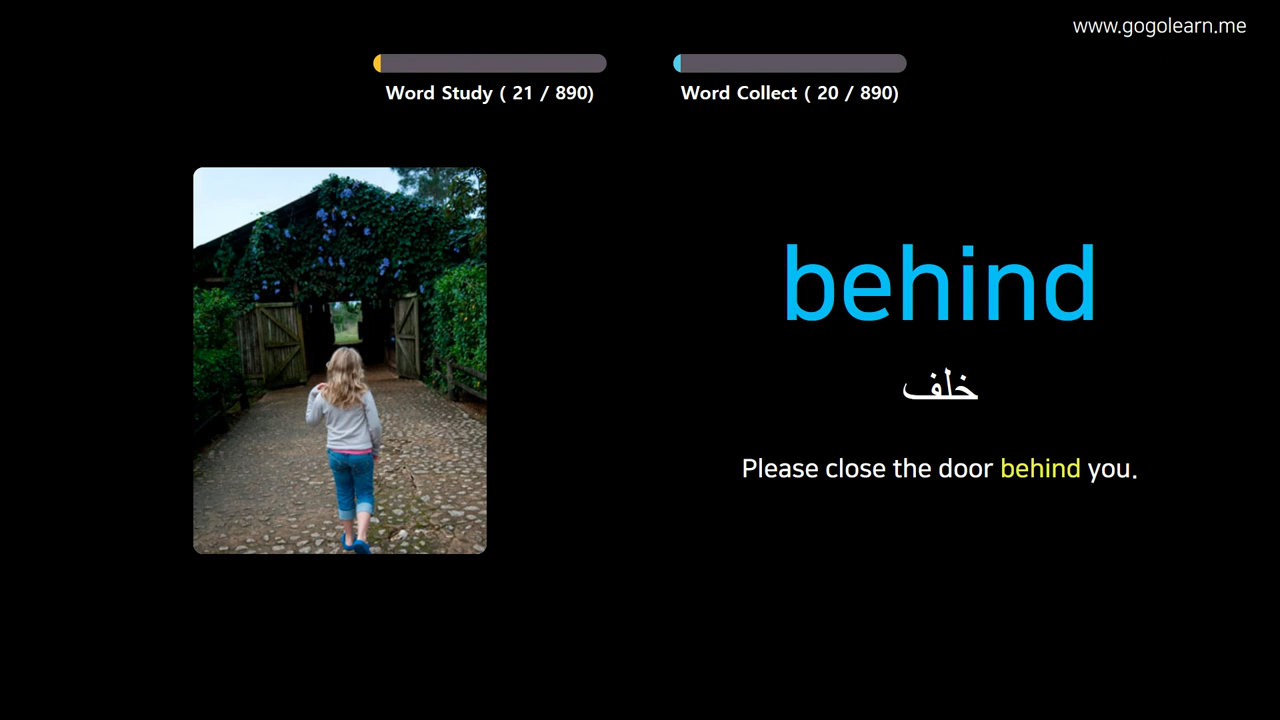 www.gogolearn.me
Word Study ( 21 / 890)
Word Collect ( 20 / 890)
behind
خلف
Please close the door behind you.